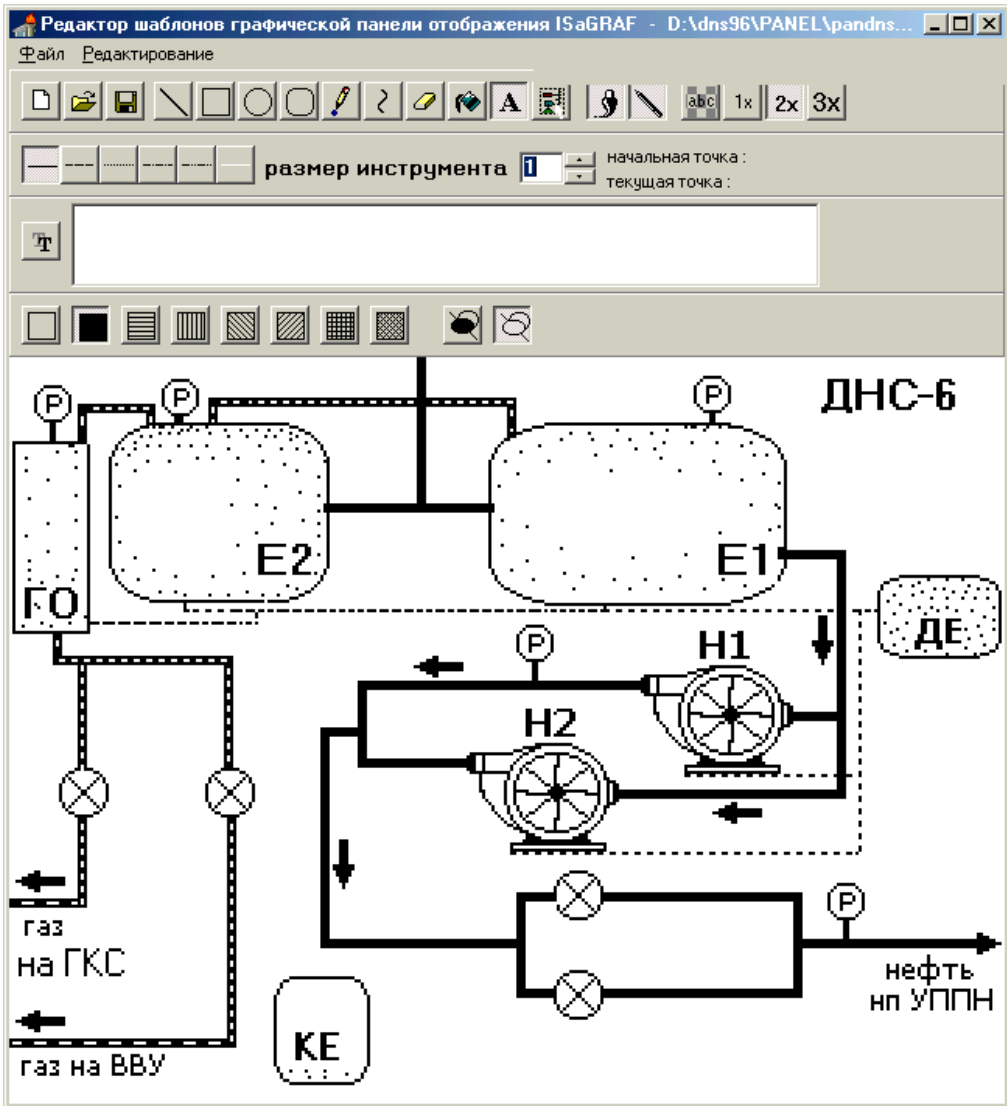 Редактор шаблонов графической панели отображения ISaGRAF - D:\dns96\PANEL\pandns...
Файл Редактирование
A abc 1x 2x 3x
размер инструмента 1 начальная точка :
текущая точка :
T
P P P ДНС-6
E2 E1
ГО ДЕ
P H1
H2
P
газ
на ГКС
нефть
нп УППН
КЕ
газ на ВВУ